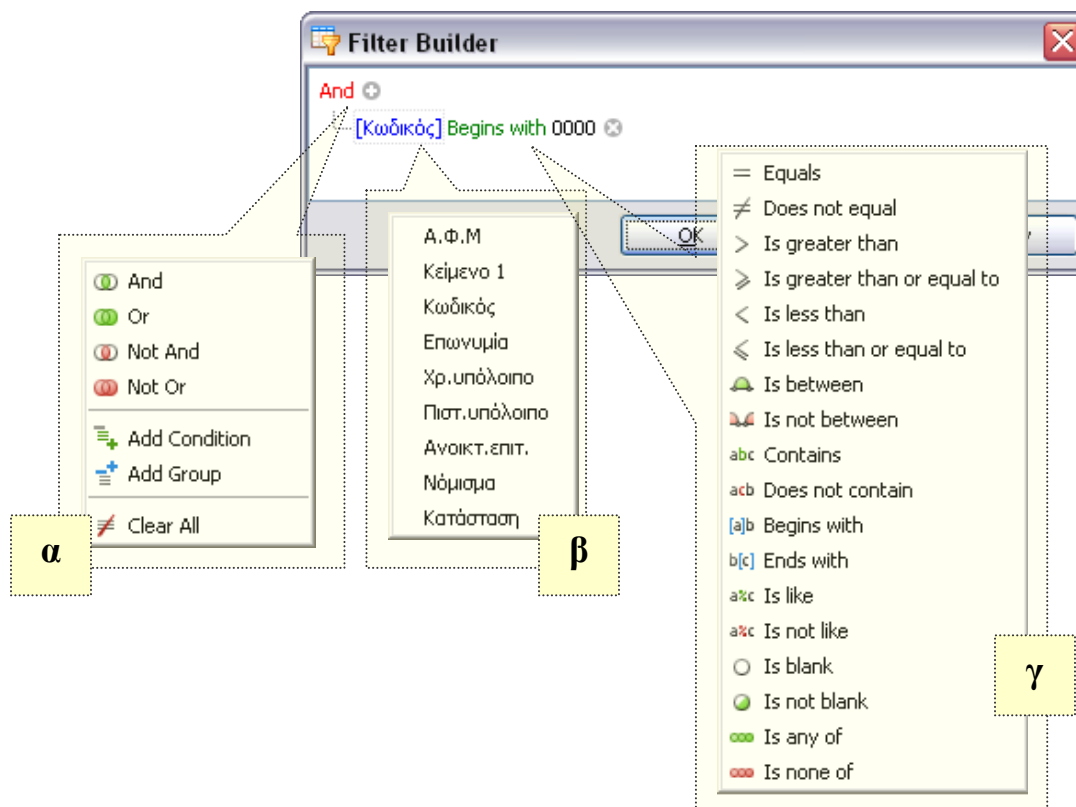 Filter Builder
And
[Κωδικός] Begins with 0000
OK
And
Or
Not And
Not Or
Add Condition
Add Group
Clear All
α
Α.Φ.Μ
Κείμενο 1
Κωδικός
Επωνυμία
Χρ.υπόλοιπο
Πιστ.υπόλοιπο
Ανοικτ.επιτ.
Νόμισμα
Κατάσταση
β
Equals
Does not equal
Is greater than
Is greater than or equal to
Is less than
Is less than or equal to
Is between
Is not between
abc Contains
acb Does not contain
[a]b Begins with
b[c] Ends with
a%c Is like
a%c Is not like
Is blank
Is not blank
Is any of
Is none of
γ